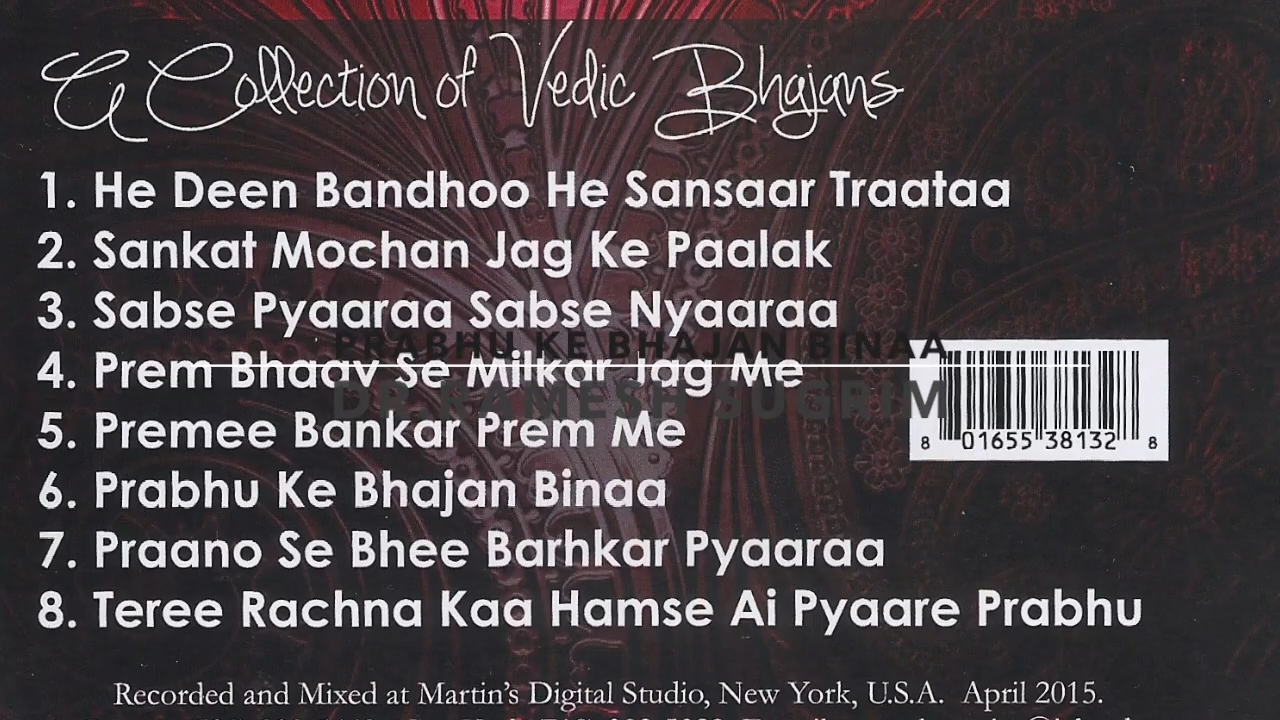 A Collection of Vedic Bhajans
1. He Deen Bandhoo He Sansaar Traataa
2. Sankat Mochan Jag Ke Paalak
3. Sabse Pyaaraa Sabse Nyaaraa
PRABHU KE BHAJAN BINAA
4. Prem Bhaav Se Milkar Jag Me
DR.RAMESH SUGRIM
5. Premee Bankar Prem Me
8 01655 38132 8
6. Prabhu Ke Bhajan Binaa
7. Praano Se Bhee Barhkar Pyaaraa
8. Teree Rachna Kaa Hamse Ai Pyaare Prabhu
Recorded and Mixed at Martin's Digital Studio, New York, U.S.A. April 2015.